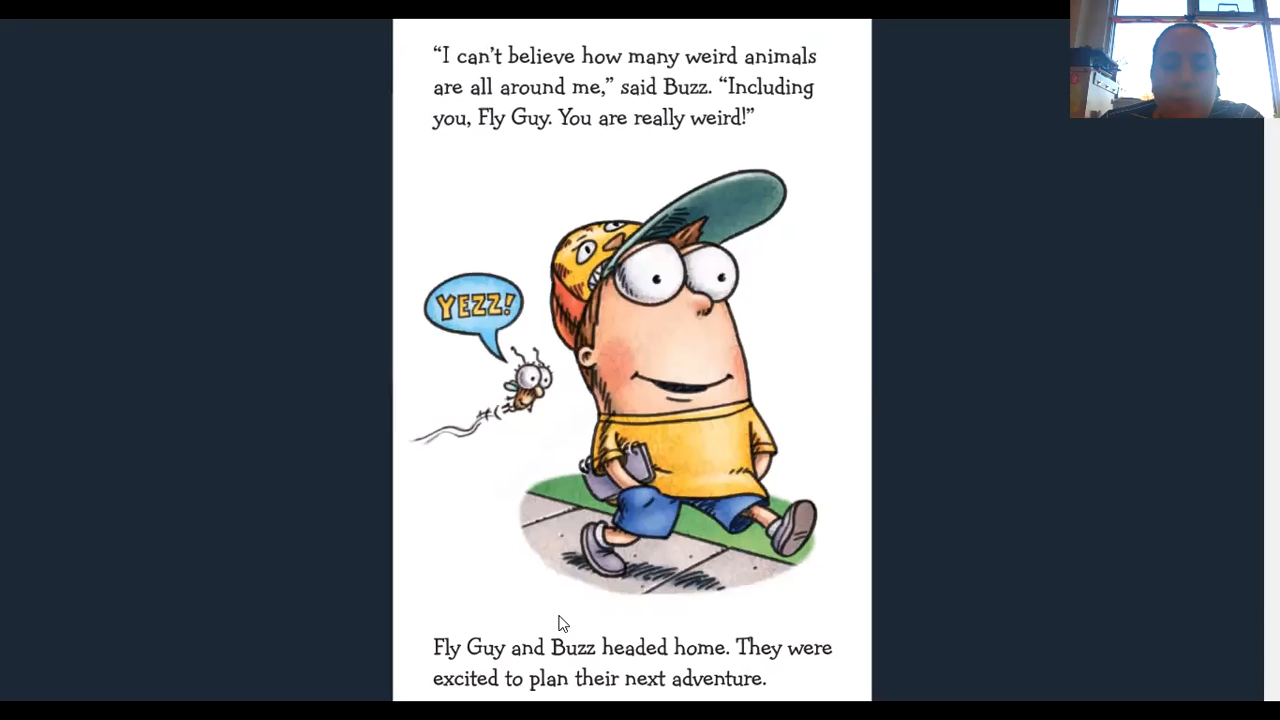 “I can’t believe how many weird animals
are all around me,” said Buzz. “Including
you, Fly Guy. You are really weird!”
YEZZ!
Fly Guy and Buzz headed home. They were
excited to plan their next adventure.